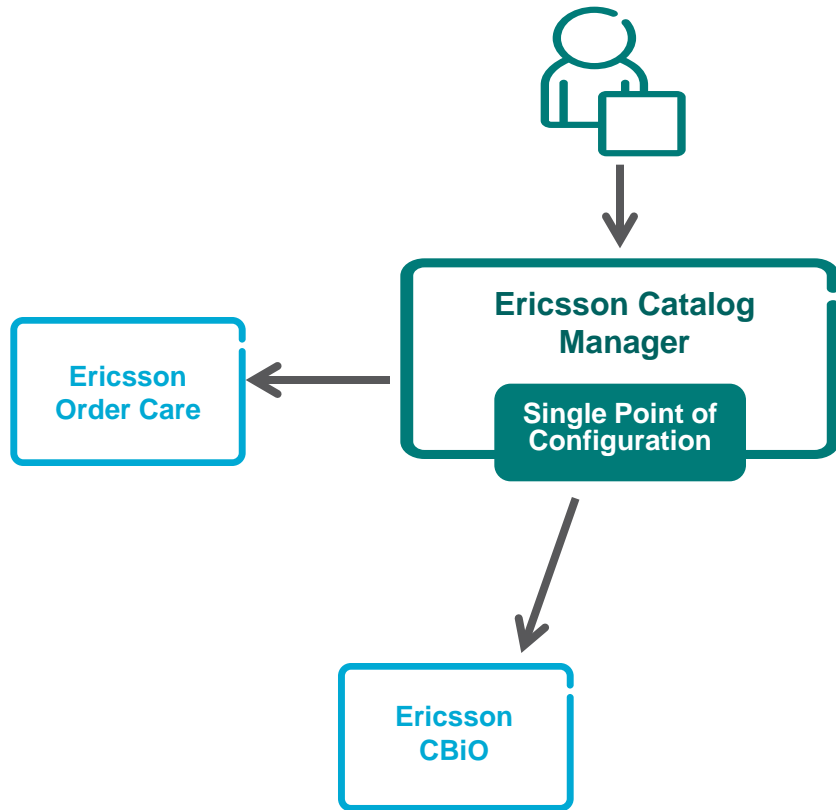 Ericsson Catalog
Manager
Ericsson
Order Care
Single Point of
Configuration
Ericsson
CBiO